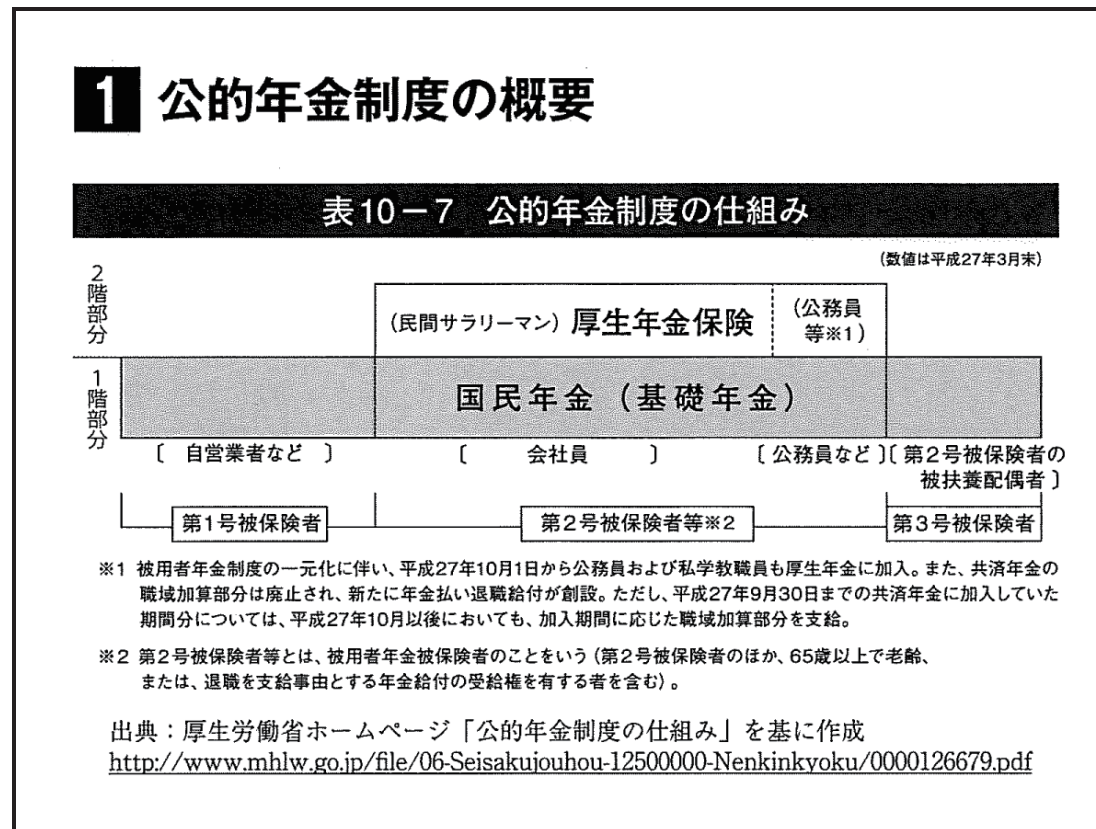 1 公的年金制度の概要
表10-7 公的年金制度の仕組み
(数値は平成27年3月末)
2階部分
(民間サラリーマン) 厚生年金保険
(公務員
等※1)
1階部分
国民年金(基礎年金)
〔 自営業者など 〕
〔 会社員 〕
〔 公務員など 〕
〔 第2号被保険者の
被扶養配偶者 〕
第1号被保険者
第2号被保険者等※2
第3号被保険者
※1 被用者年金制度の一元化に伴い、平成27年10月1日から公務員および私学教職員も厚生年金に加入。また、共済年金の
職域加算部分は廃止され、新たに年金払い退職給付が創設。ただし、平成27年9月30日までの共済年金に加入していた
期間分については、平成27年10月以後においても、加入期間に応じた職域加算部分を支給。
※2 第2号被保険者等とは、被用者年金被保険者のことをいう(第2号被保険者のほか、65歳以上で老齢、
または、退職を支給事由とする年金給付の受給権を有する者を含む)。
出典:厚生労働省ホームページ「公的年金制度の仕組み」を基に作成
http://www.mhlw.go.jp/file/06-Seisakujouhou-12500000-Nenkinkyoku/0000126679.pdf